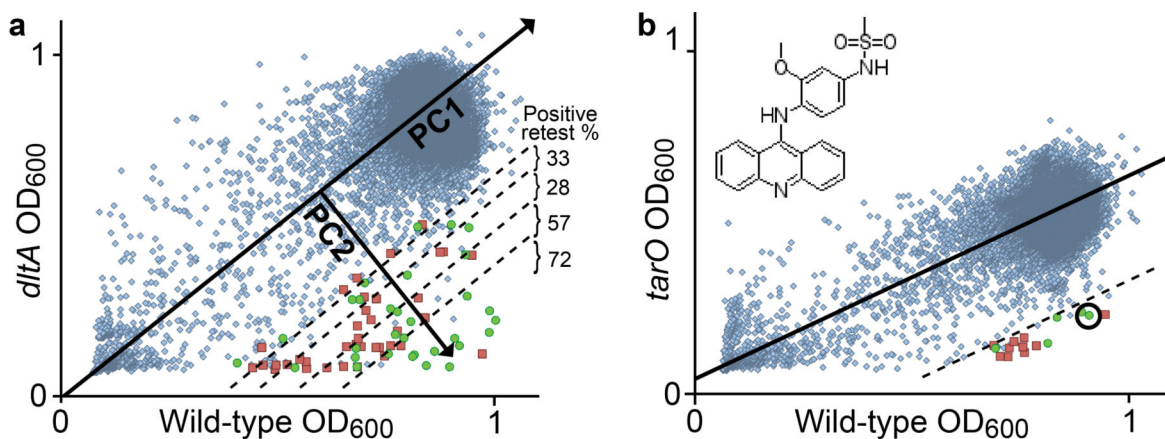 a
dltA OD600
1
0
0
1
Wild-type OD600
PC1
PC2
Positive
retest %
} 33
} 28
} 57
} 72
b
tarO OD600
1
0
0
1
Wild-type OD600
O=S=O
NH
O
HN
N